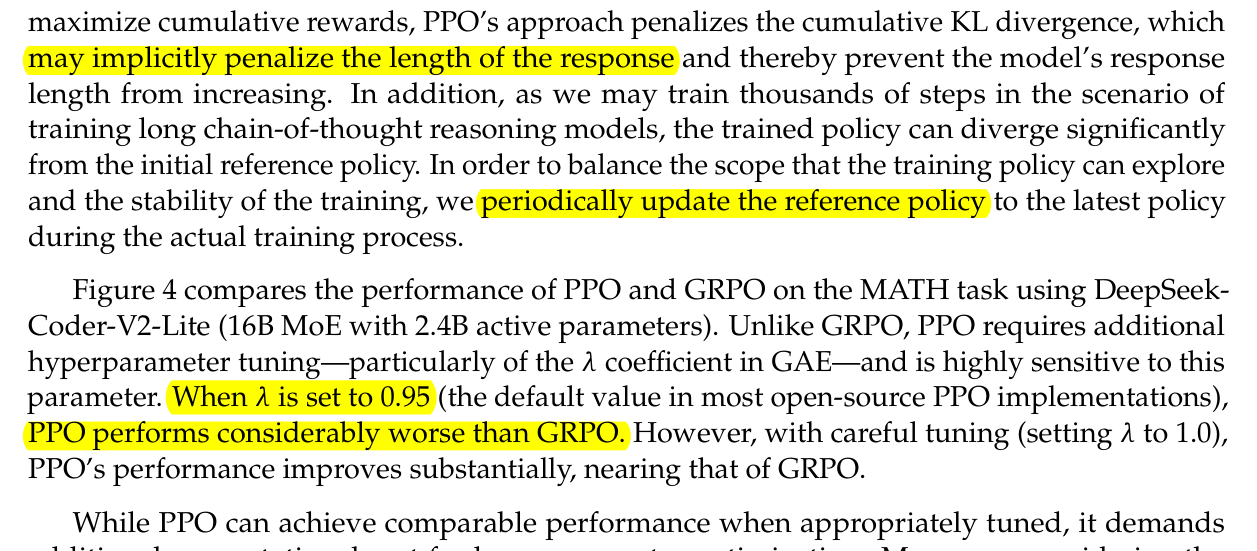 maximize cumulative rewards, PPO's approach penalizes the cumulative KL divergence, which
may implicitly penalize the length of the response and thereby prevent the model's response
length from increasing. In addition, as we may train thousands of steps in the scenario of
training long chain-of-thought reasoning models, the trained policy can diverge significantly
from the initial reference policy. In order to balance the scope that the training policy can explore
and the stability of the training, we periodically update the reference policy to the latest policy
during the actual training process.
Figure 4 compares the performance of PPO and GRPO on the MATH task using DeepSeek-
Coder-V2-Lite (16B MoE with 2.4B active parameters). Unlike GRPO, PPO requires additional
hyperparameter tuning—particularly of the λ coefficient in GAE—and is highly sensitive to this
parameter. When λ is set to 0.95 (the default value in most open-source PPO implementations),
PPO performs considerably worse than GRPO. However, with careful tuning (setting λ to 1.0),
PPO's performance improves substantially, nearing that of GRPO.
While PPO can achieve comparable performance when appropriately tuned, it demands